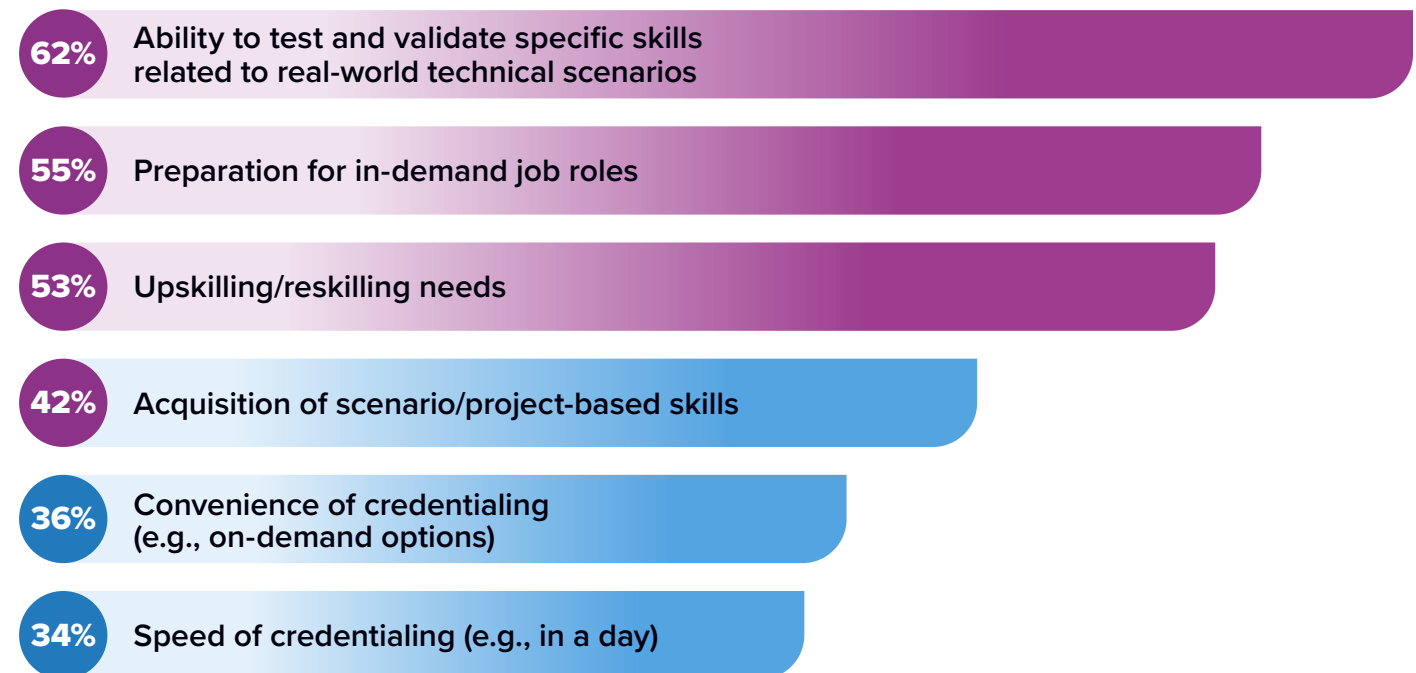 62%
Ability to test and validate specific skills
related to real-world technical scenarios
55%
Preparation for in-demand job roles
53%
Upskilling/reskilling needs
42%
Acquisition of scenario/project-based skills
36%
Convenience of credentialing
(e.g., on-demand options)
34%
Speed of credentialing (e.g., in a day)